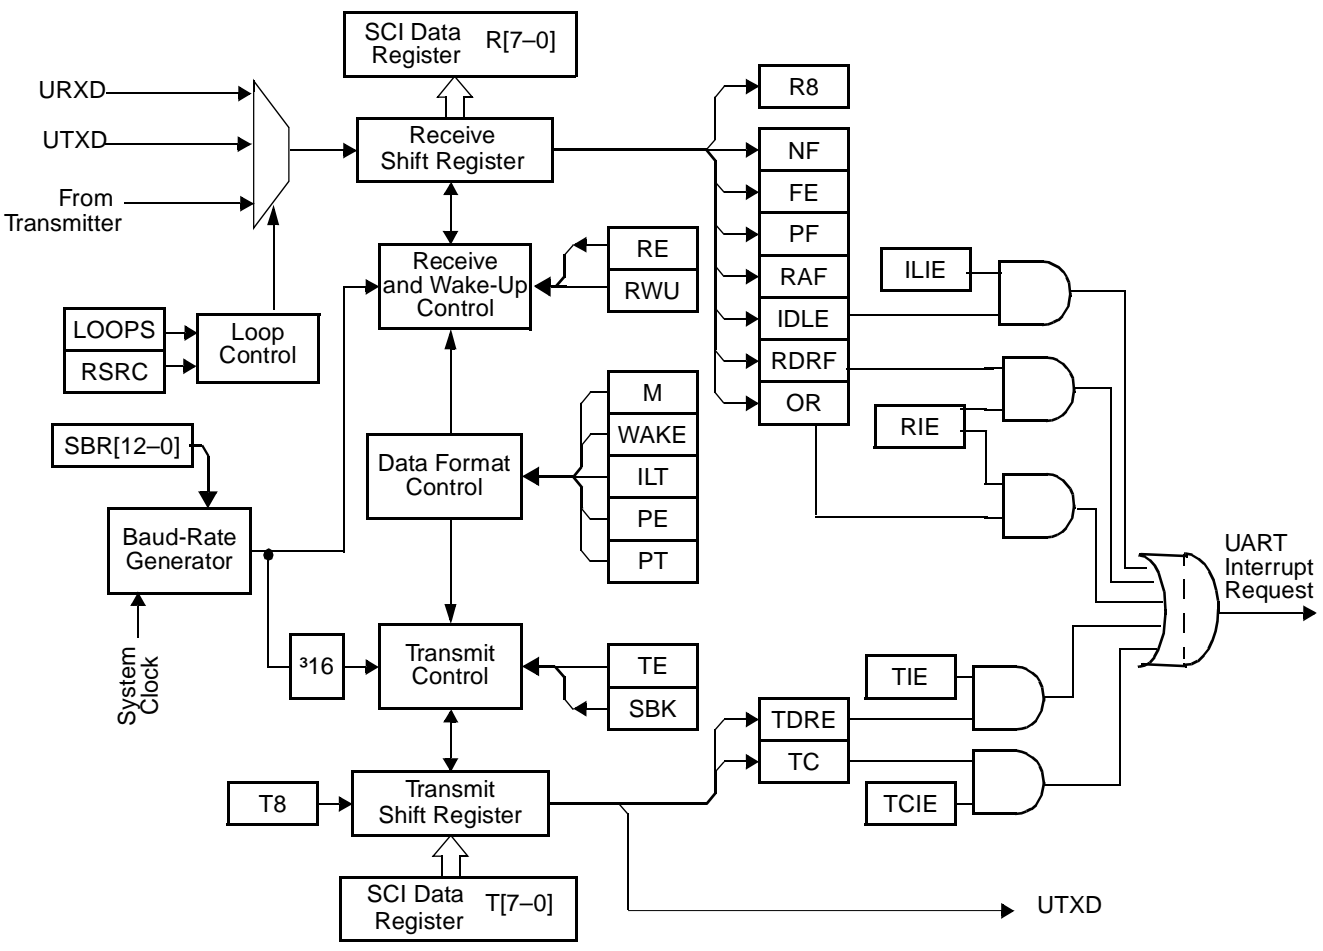 SCI Data R[7–0]
Register
URXD
UTXD
From
Transmitter
Receive
Shift Register
R8
NF
FE
PF
RAF
IDLE
RDRF
OR
Receive
and Wake-Up
Control
RE
RWU
ILIE
RIE
LOOPS
RSRC
Loop
Control
SBR[12–0]
Data Format
Control
M
WAKE
ILT
PE
PT
Baud-Rate
Generator
System
Clock
³16
Transmit
Control
TE
SBK
UART
Interrupt
Request
TIE
TDRE
TC
TCIE
T8
Transmit
Shift Register
SCI Data T[7–0]
Register
UTXD